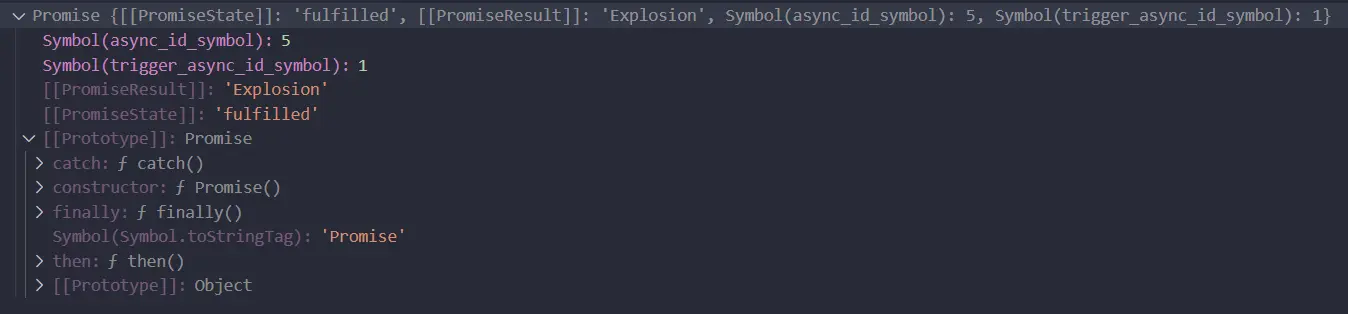 Promise {[[PromiseState]]: 'fulfilled', [[PromiseResult]]: 'Explosion', Symbol(async_id_symbol): 5, Symbol(trigger_async_id_symbol): 1}
Symbol(async_id_symbol): 5
Symbol(trigger_async_id_symbol): 1
[[PromiseResult]]: 'Explosion'
[[PromiseState]]: 'fulfilled'
[[Prototype]]: Promise
catch: ƒ catch()
constructor: ƒ Promise()
finally: ƒ finally()
Symbol(Symbol.toStringTag): 'Promise'
then: ƒ then()
[[Prototype]]: Object